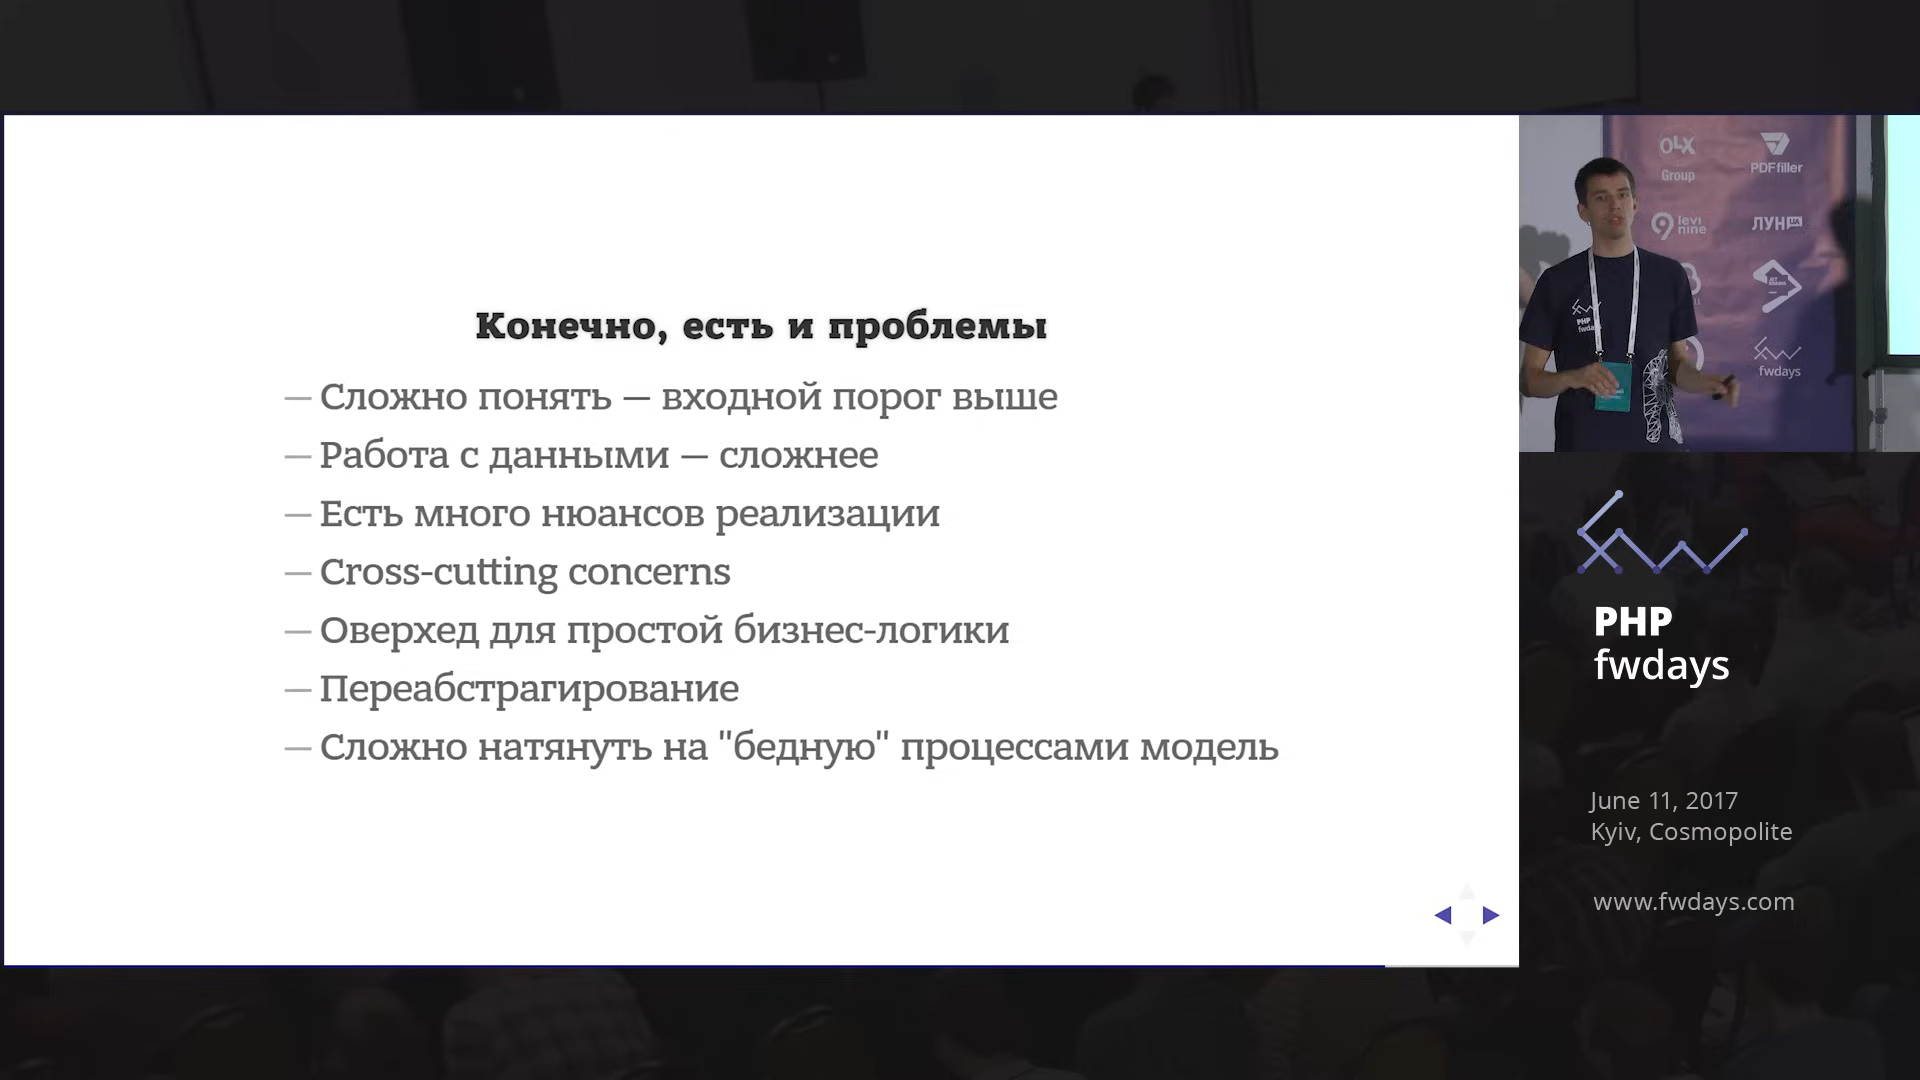 Конечно, есть и проблемы
— Сложно понять — входной порог выше
— Работа с данными — сложнее
— Есть много нюансов реализации
— Cross-cutting concerns
— Оверхед для простой бизнес-логики
— Переабстрагирование
— Сложно натянуть на "бедную" процессами модель
OLX
Group
PDFfiller
levi
nine
ЛУН UA
fwdays
PHP
PHP
fwdays
June 11, 2017
Kyiv, Cosmopolite
www.fwdays.com